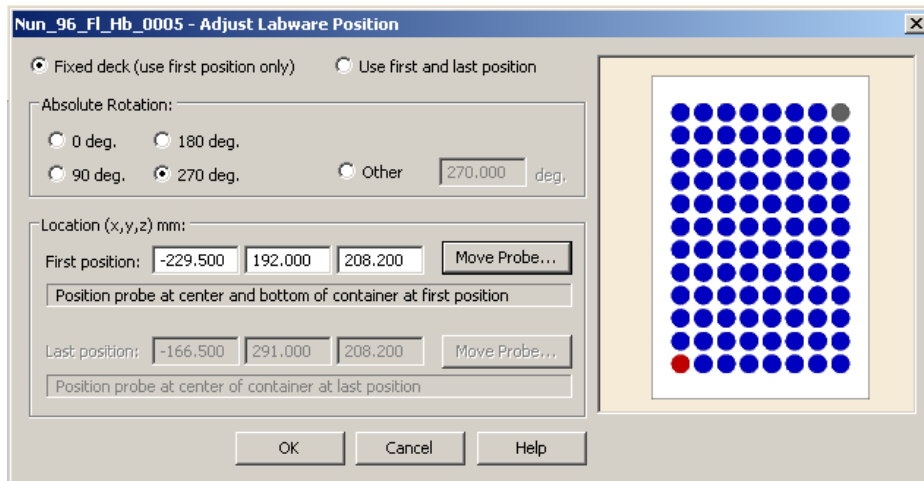 Nun_96_Fl_Hb_0005 - Adjust Labware Position
Fixed deck (use first position only) Use first and last position
Absolute Rotation:
0 deg. 180 deg.
90 deg. 270 deg. Other 270.000 deg.
Location (x,y,z) mm:
First position: -229.500 192.000 208.200 Move Probe...
Position probe at center and bottom of container at first position
Last position: -166.500 291.000 208.200 Move Probe...
Position probe at center of container at last position
OK Cancel Help